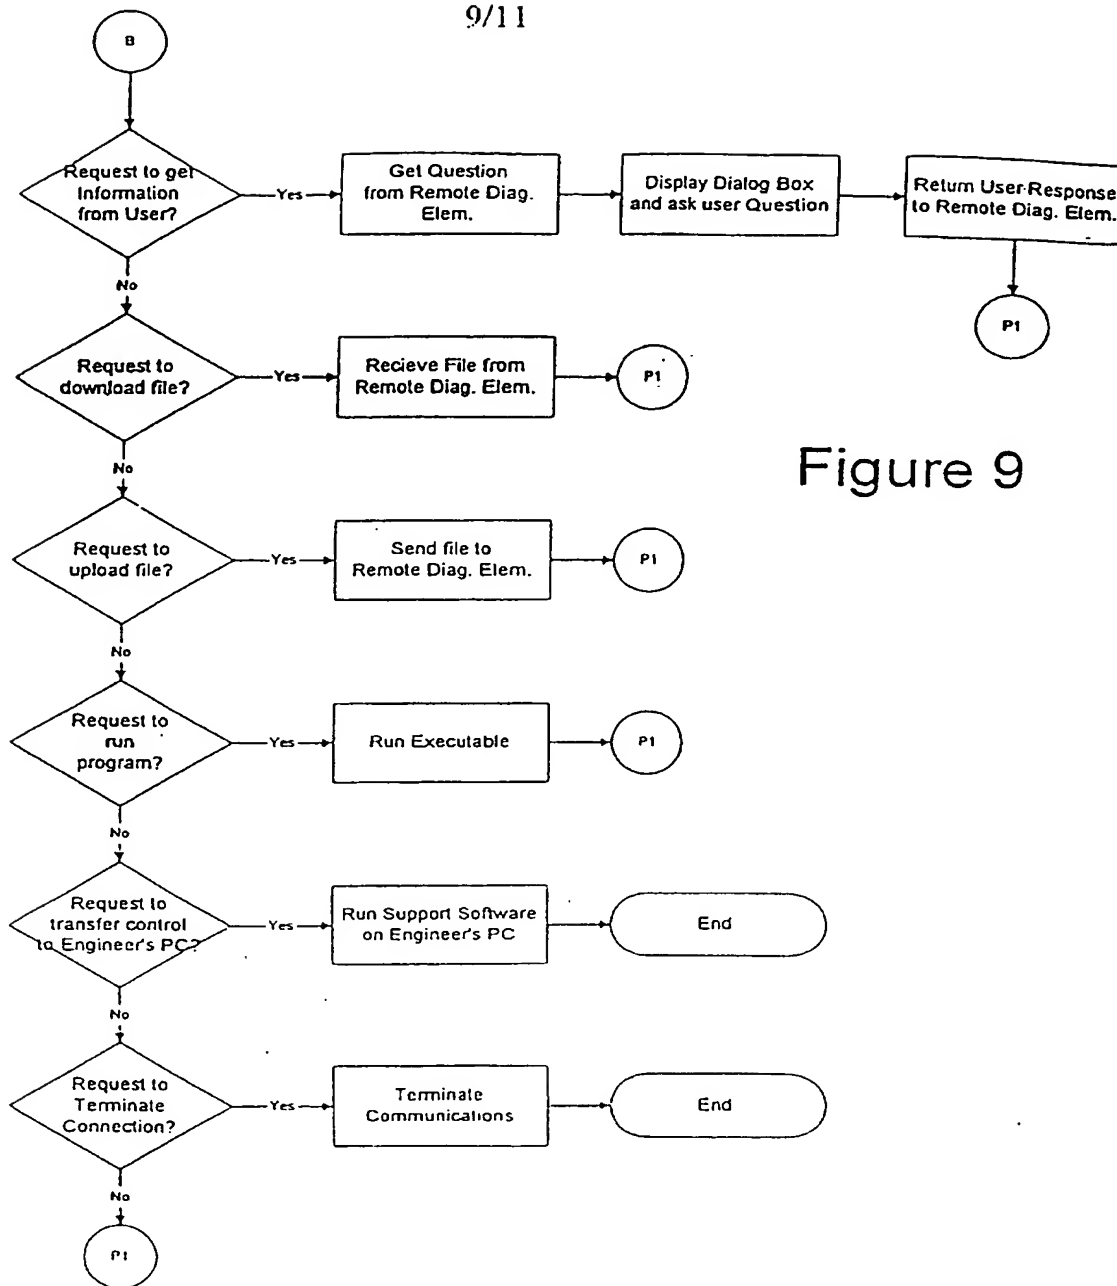 9/11
B
Request to get
Information
from User?
Yes
Get Question
from Remote Diag.
Elem.
Display Dialog Box
and ask user Question
Return User Response
to Remote Diag. Elem.
P1
No
Request to
download file?
Yes
Recieve File from
Remote Diag. Elem.
P1
Figure 9
No
Request to
upload file?
Yes
Send file to
Remote Diag. Elem.
P1
No
Request to
run
program?
Yes
Run Executable
P1
No
Request to
transfer control
to Engineer's PC?
Yes
Run Support Software
on Engineer's PC
End
No
Request to
Terminate
Connection?
Yes
Terminate
Communications
End
No
P1